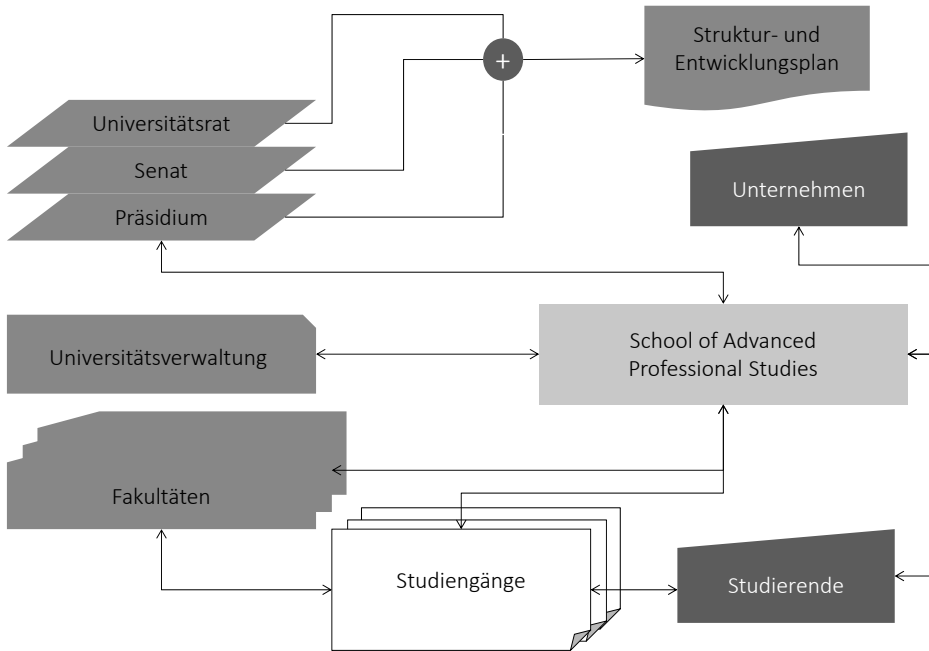 Struktur- und
Entwicklungsplan
+
Universitätsrat
Senat
Präsidium
Unternehmen
School of Advanced
Professional Studies
Universitätsverwaltung
Fakultäten
Studiengänge
Studierende